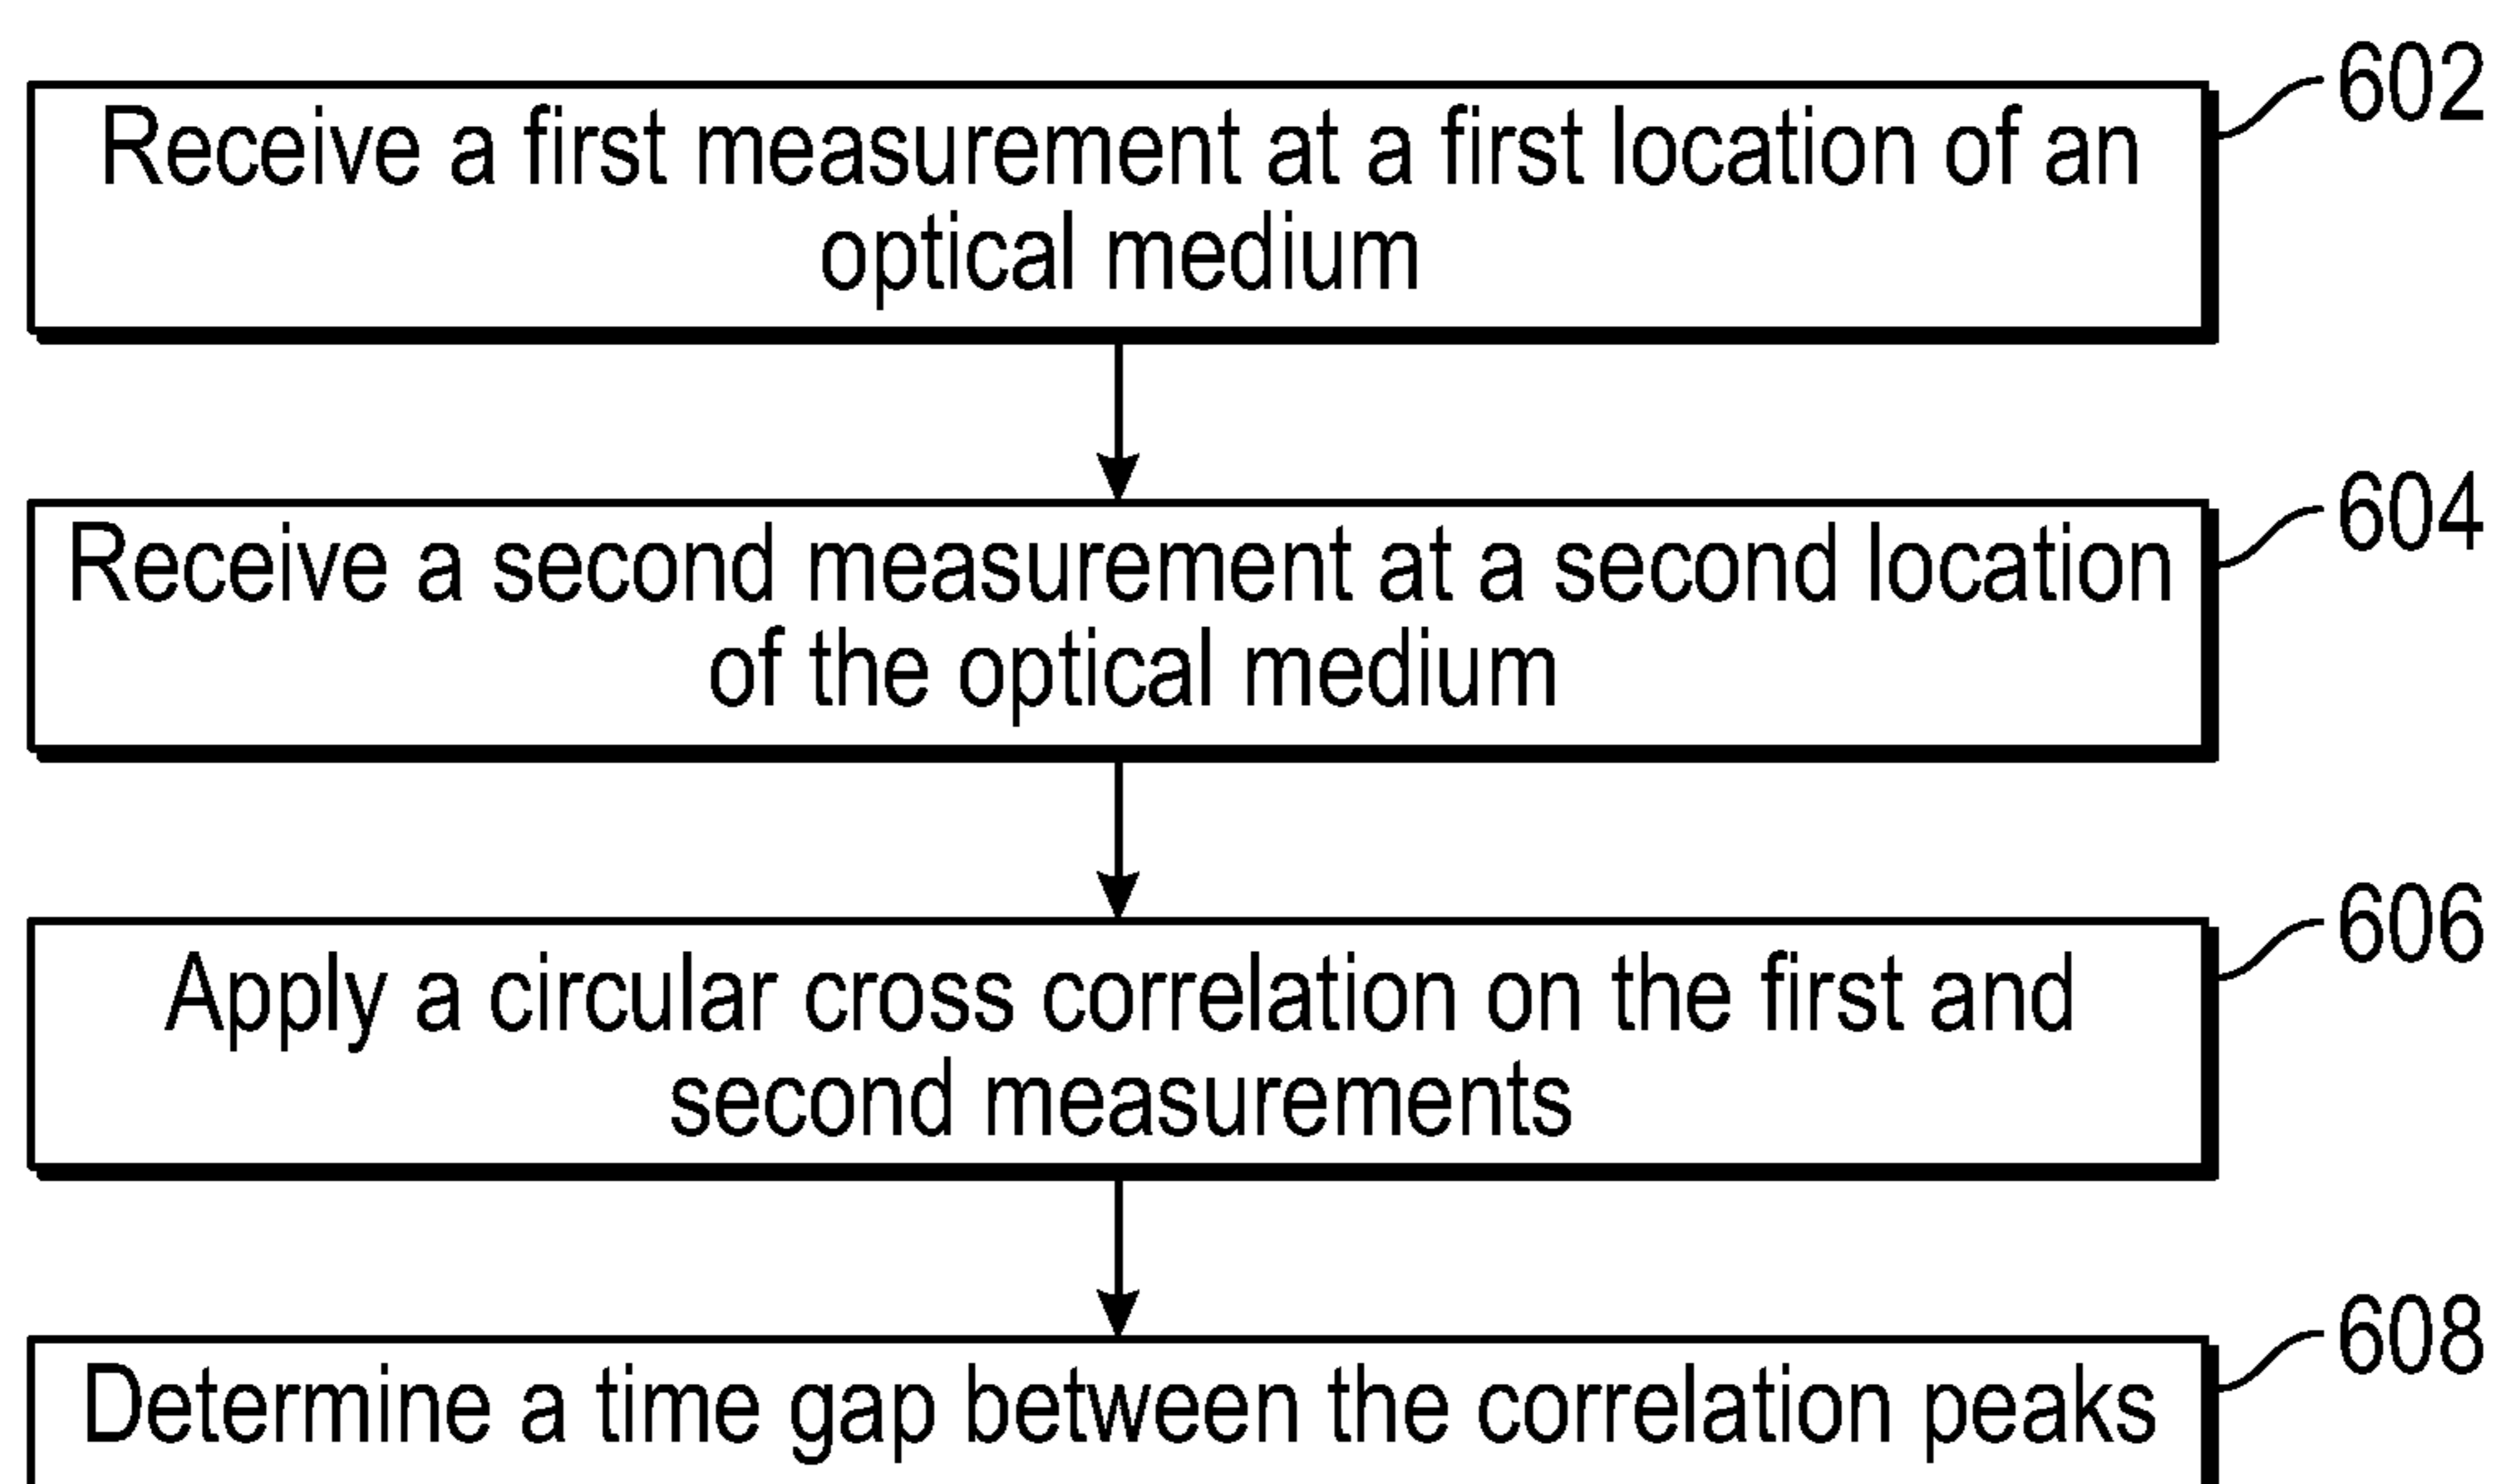 602
Receive a first measurement at a first location of an
optical medium
604
Receive a second measurement at a second location
of the optical medium
606
Apply a circular cross correlation on the first and
second measurements
608
Determine a time gap between the correlation peaks